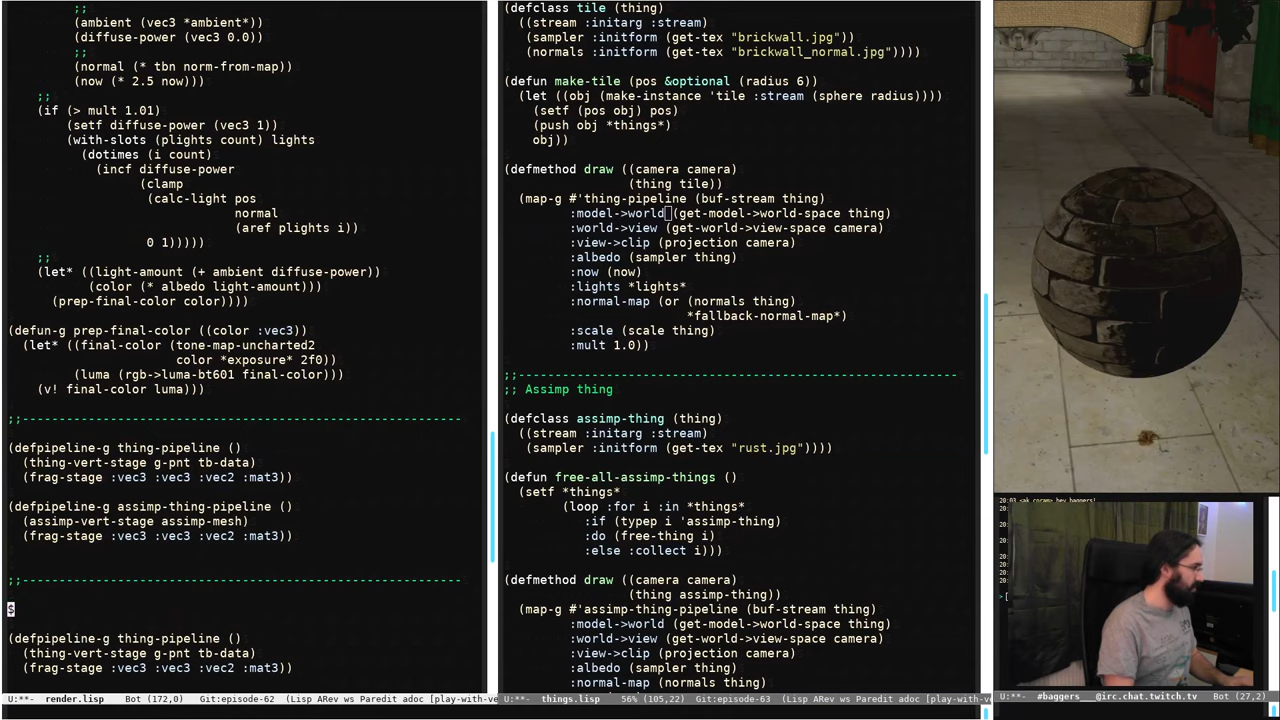 ;;
(ambient (vec3 *ambient*))
(diffuse-power (vec3 0.0))
;;
(normal (* tbn norm-from-map))
(now (* 2.5 now)))
;;
(if (> mult 1.01)
(setf diffuse-power (vec3 1))
(with-slots (plights count) lights
(dotimes (i count)
(incf diffuse-power
(clamp
(calc-light pos
normal
(aref plights i))
0 1)))))
;;
(let* ((light-amount (+ ambient diffuse-power))
(color (* albedo light-amount)))
(prep-final-color color))))
(defun-g prep-final-color ((color :vec3))
(let* ((final-color (tone-map-uncharted2
color *exposure* 2f0))
(luma (rgb->luma-bt601 final-color)))
(v! final-color luma)))
;;--------------------------------------------------------------
(defpipeline-g thing-pipeline ()
(thing-vert-stage g-pnt tb-data)
(frag-stage :vec3 :vec3 :vec2 :mat3))
(defpipeline-g assimp-thing-pipeline ()
(assimp-vert-stage assimp-mesh)
(frag-stage :vec3 :vec3 :vec2 :mat3))
;;--------------------------------------------------------------
$
(defpipeline-g thing-pipeline ()
(thing-vert-stage g-pnt tb-data)
(frag-stage :vec3 :vec3 :vec2 :mat3))
U:**- render.lisp Bot (172,0) Git:episode-62 (Lisp ARev ws Paredit adoc [play-with-ve
(defclass tile (thing)
((stream :initarg :stream)
(sampler :initform (get-tex "brickwall.jpg"))
(normals :initform (get-tex "brickwall_normal.jpg"))))
(defun make-tile (pos &optional (radius 6))
(let ((obj (make-instance 'tile :stream (sphere radius))))
(setf (pos obj) pos)
(push obj *things*)
obj))
(defmethod draw ((camera camera)
(thing tile))
(map-g #'thing-pipeline (buf-stream thing)
:model->world (get-model->world-space thing)
:world->view (get-world->view-space camera)
:view->clip (projection camera)
:albedo (sampler thing)
:now (now)
:lights *lights*
:normal-map (or (normals thing)
*fallback-normal-map*)
:scale (scale thing)
:mult 1.0))
;;------------------------------------------------------------
;; Assimp thing
(defclass assimp-thing (thing)
((stream :initarg :stream)
(sampler :initform (get-tex "rust.jpg"))))
(defun free-all-assimp-things ()
(setf *things*
(loop :for i :in *things*
:if (typep i 'assimp-thing)
:do (free-thing i)
:else :collect i)))
(defmethod draw ((camera camera)
(thing assimp-thing))
(map-g #'assimp-thing-pipeline (buf-stream thing)
:model->world (get-model->world-space thing)
:world->view (get-world->view-space camera)
:view->clip (projection camera)
:albedo (sampler thing)
:normal-map (normals thing)
U:**- things.lisp 56% (105,22) Git:episode-63 (Lisp ARev ws Paredit adoc [play-with-ve
20:03 <ak_coram> hey baggers!
U:**- #baggers__@irc.chat.twitch.tv Bot (27,2)